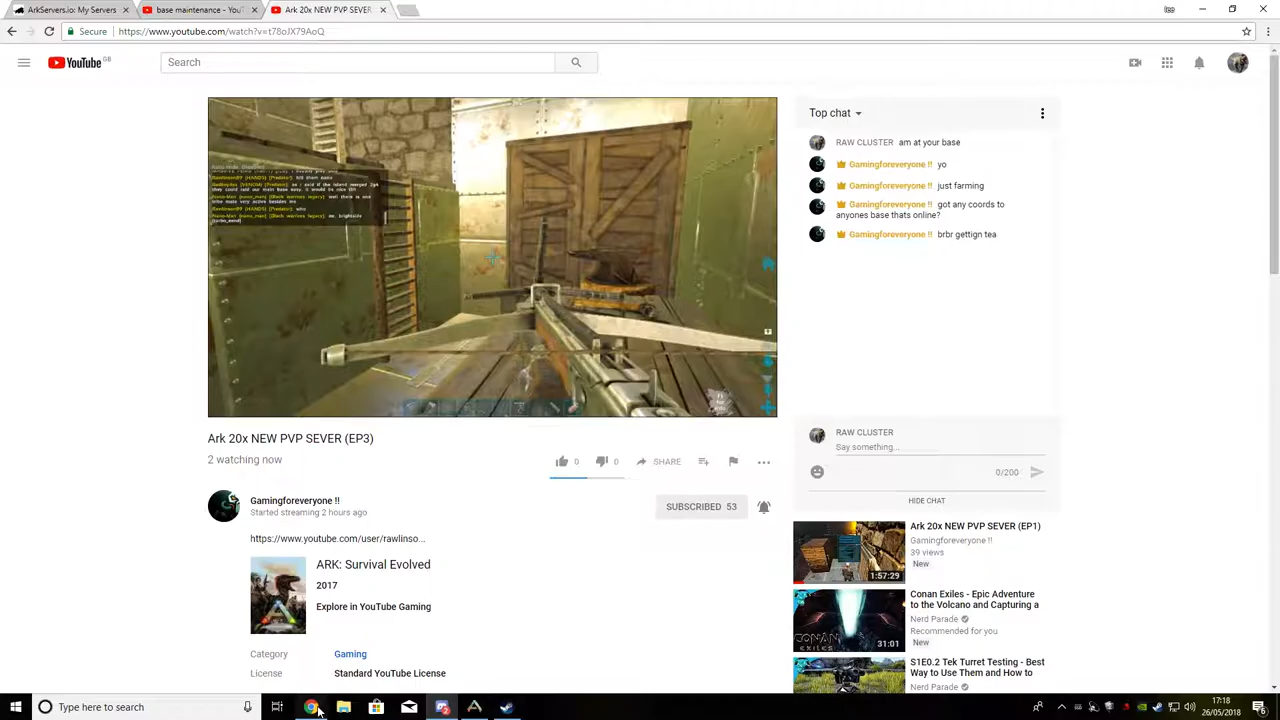 ArkServers.io: My Servers
base maintenance - YouT
Ark 20x NEW PVP SEVER
Secure
https://www.youtube.com/watch?v=t78oJX79AoQ
YouTube GB
Search
Top chat
RAW CLUSTER am at your base
Gamingforeveryone !! yo
Gamingforeveryone !! just farming
Gamingforeveryone !! got any coords to
anyones base thats online?
Gamingforeveryone !! brbr gettign tea
Ark 20x NEW PVP SEVER (EP3)
2 watching now
0
0
SHARE
RAW CLUSTER
Say something...
0/200
HIDE CHAT
Gamingforeveryone !!
Started streaming 2 hours ago
SUBSCRIBED 53
https://www.youtube.com/user/rawlinso...
ARK: Survival Evolved
2017
Explore in YouTube Gaming
Category
Gaming
License
Standard YouTube License
Ark 20x NEW PVP SEVER (EP1)
Gamingforeveryone !!
39 views
New
1:57:29
Conan Exiles - Epic Adventure
to the Volcano and Capturing a
Nerd Parade
Recommended for you
New
31:01
CONAN
EXILES
S1E0.2 Tek Turret Testing - Best
Way to Use Them and How to
Nerd Parade
Type here to search
17:18
26/05/2018